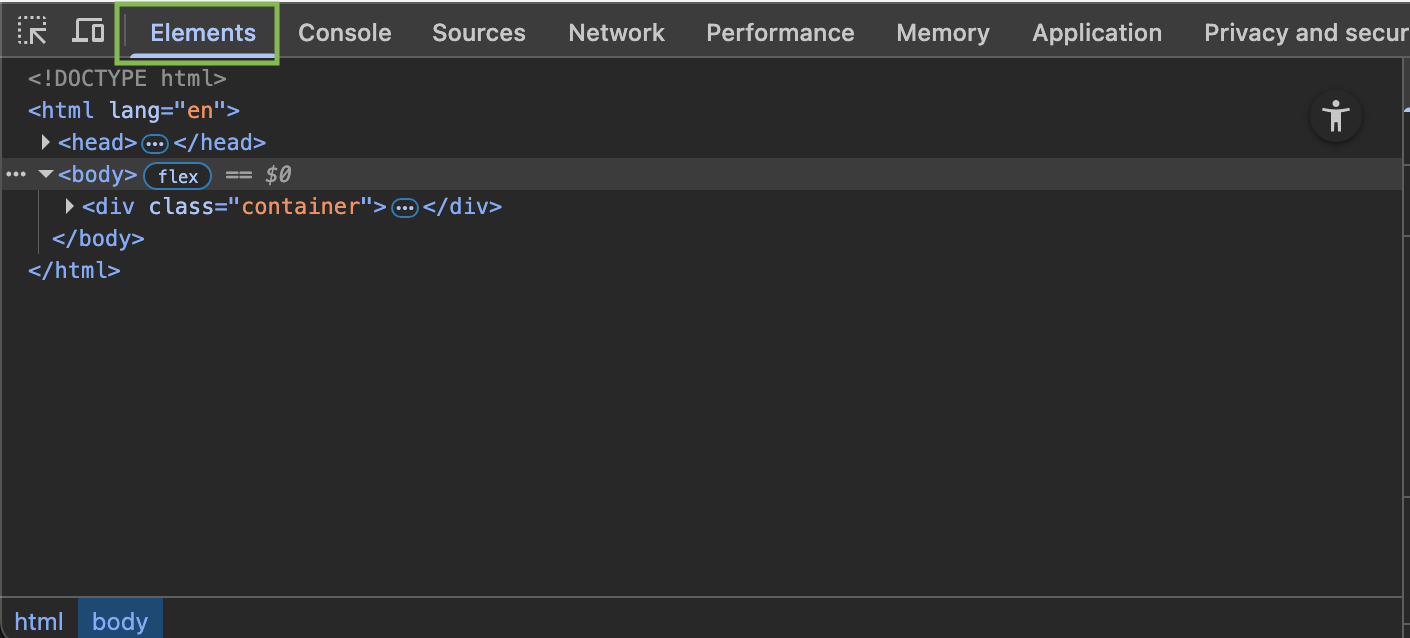 Elements Console Sources Network Performance Memory Application Privacy and secur
<!DOCTYPE html>
<html lang="en">
<head> ••• </head>
••• <body> flex == $0
<div class="container"> ••• </div>
</body>
</html>
html body